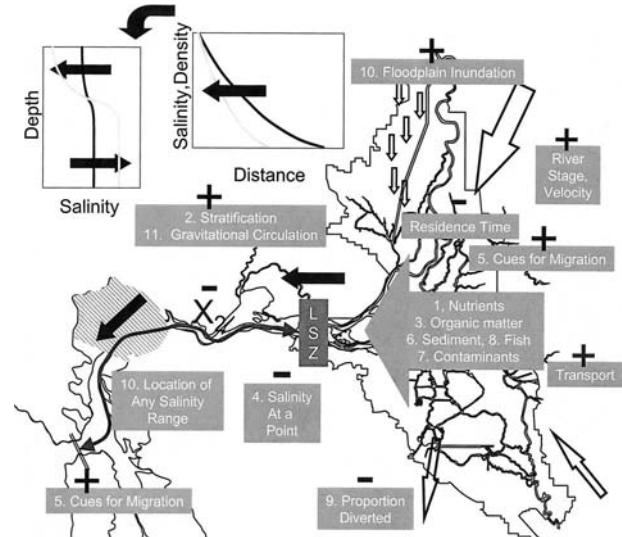 Depth
Salinity
Salinity,Density
Distance
+
10. Floodplain Inundation
+
River
Stage,
Velocity
+
2. Stratification
11. Gravitational Circulation
-
Residence Time
+
5. Cues for Migration
-
X
L
S
Z
1, Nutrients
3. Organic matter
6. Sediment, 8. Fish
7. Contaminants
+
Transport
10. Location of
Any Salinity
Range
-
4. Salinity
At a
Point
+
5. Cues for Migration
-
9. Proportion
Diverted